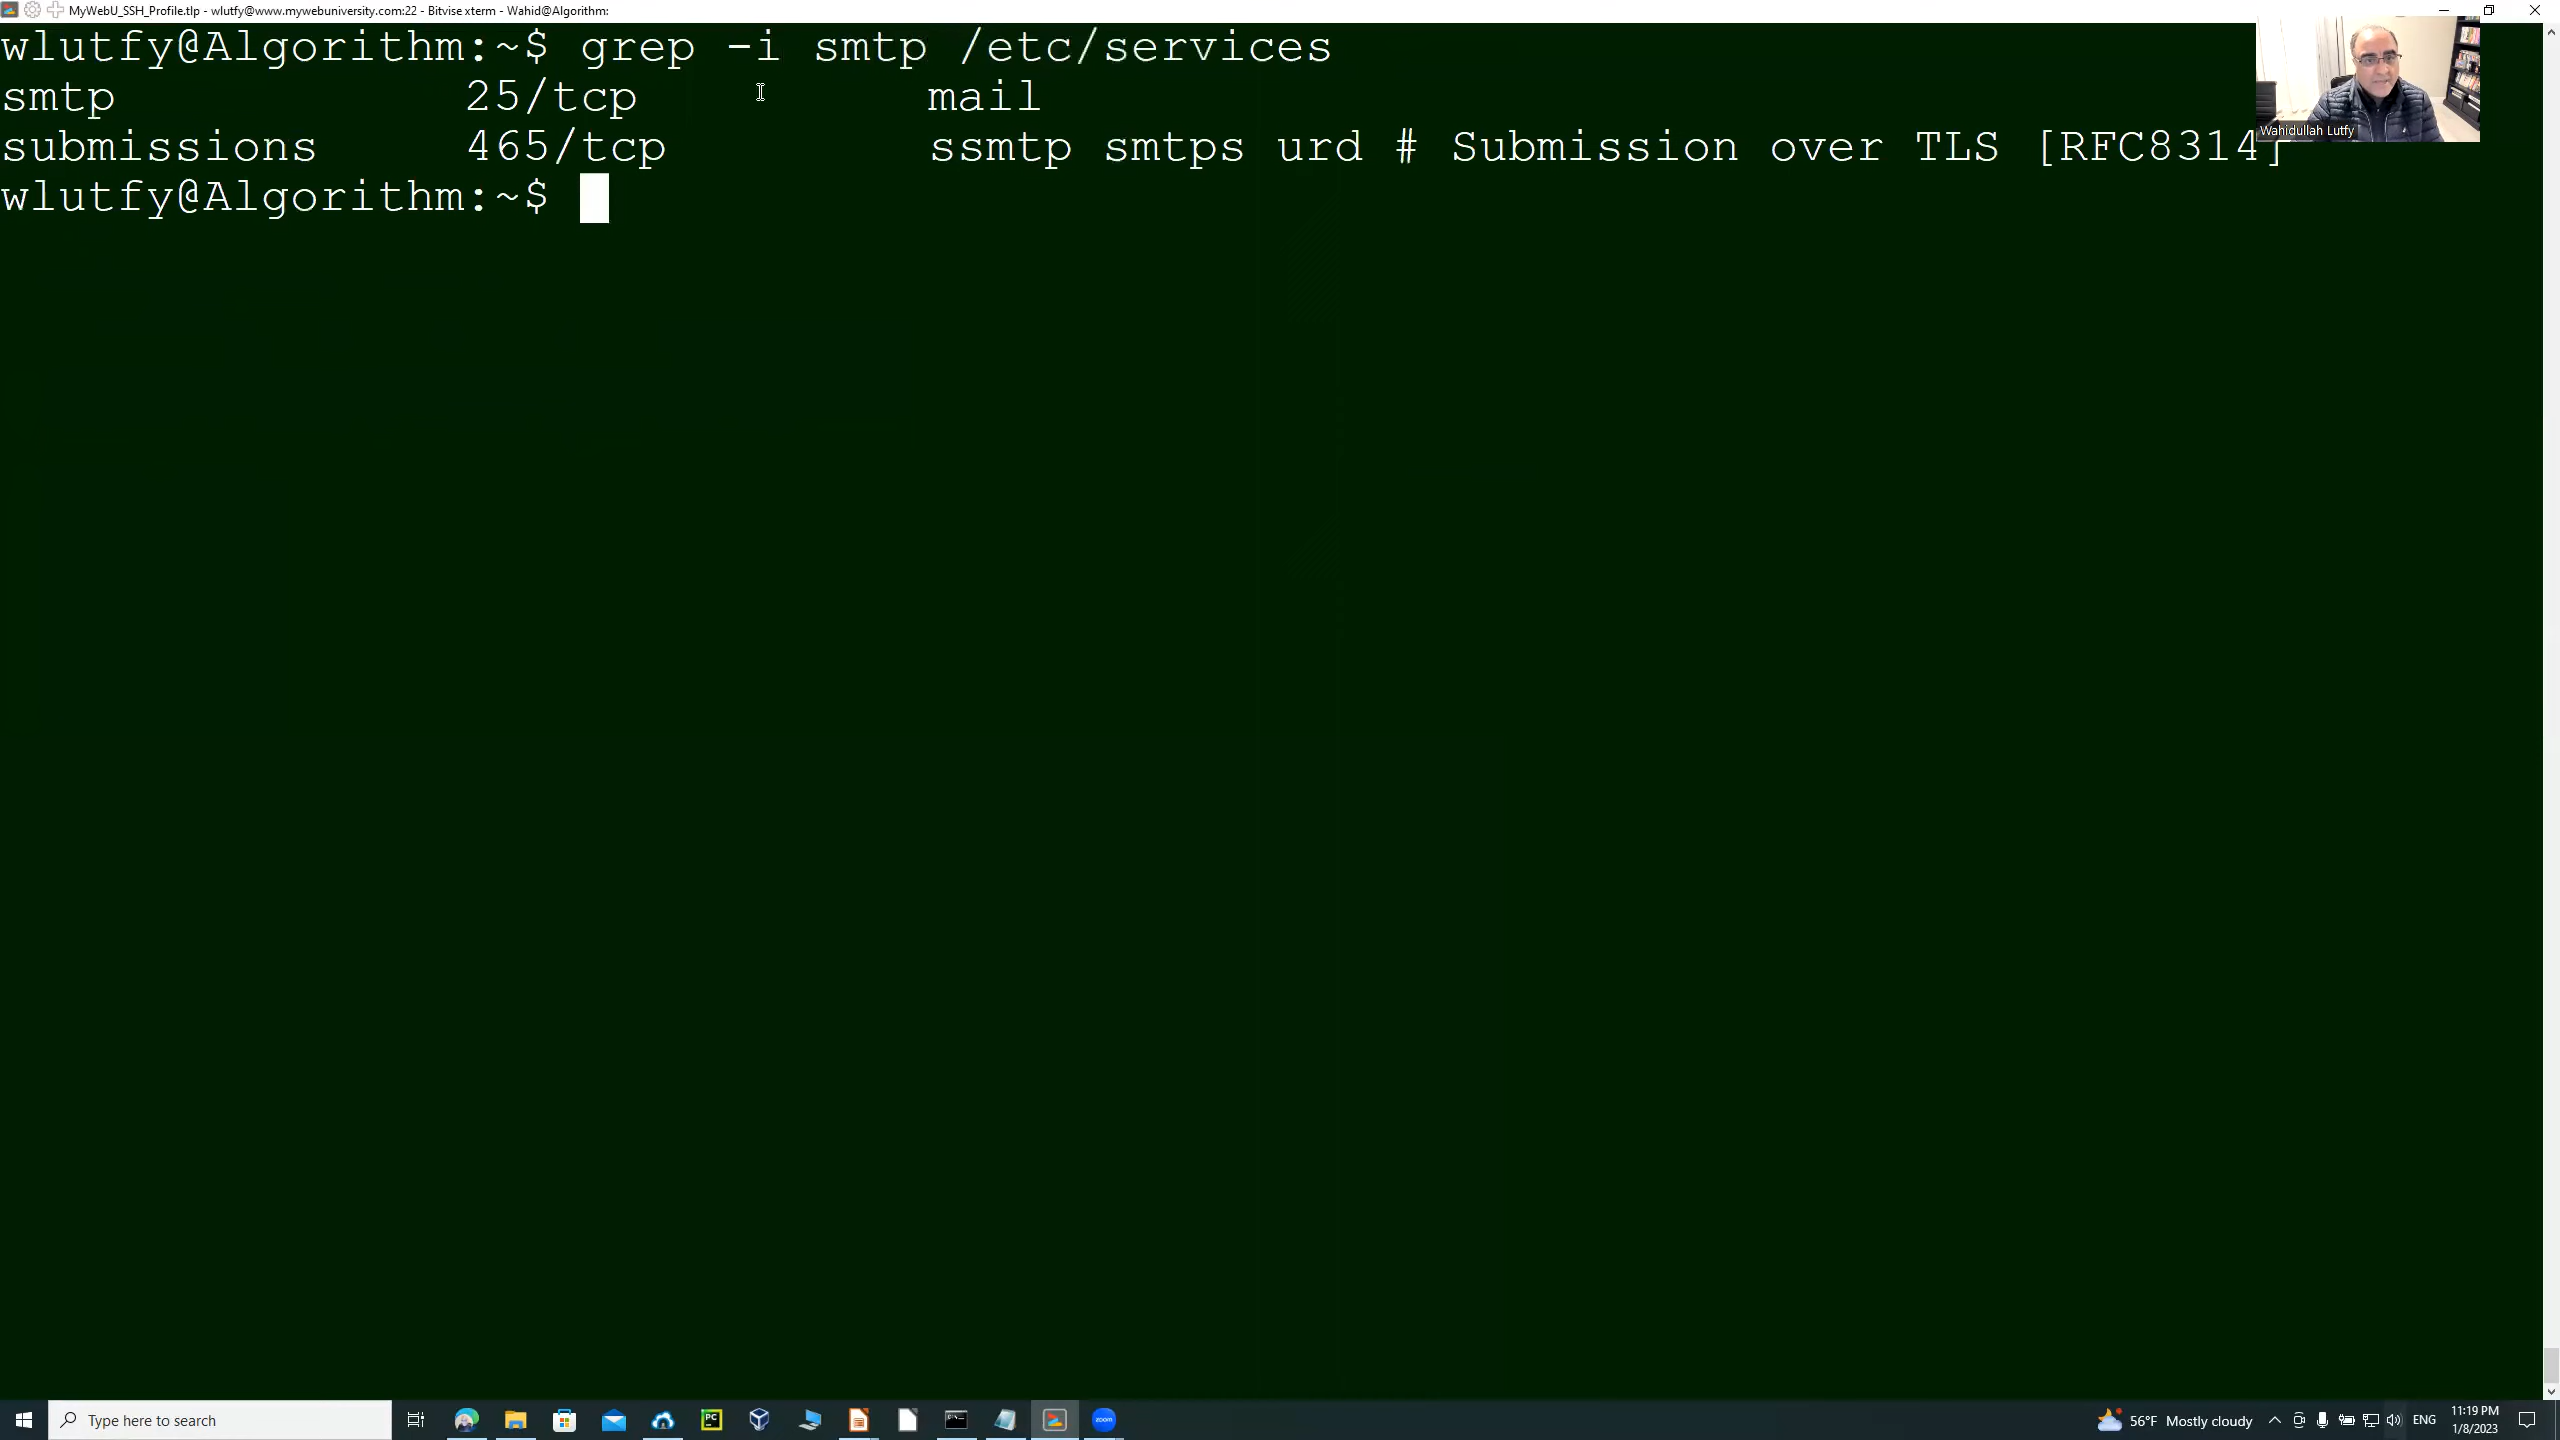 MyWebU_SSH_Profile.tlp - wlutfy@www.mywebuniversity.com:22 - Bitvise xterm - Wahid@Algorithm:
wlutfy@Algorithm:~$ grep -i smtp /etc/services
smtp 25/tcp mail
submissions 465/tcp ssmtp smtps urd # Submission over TLS [RFC8314]
wlutfy@Algorithm:~$
Wahidullah Lutfy
Type here to search
PC
zoom
56°F Mostly cloudy
ENG
11:19 PM
1/8/2023